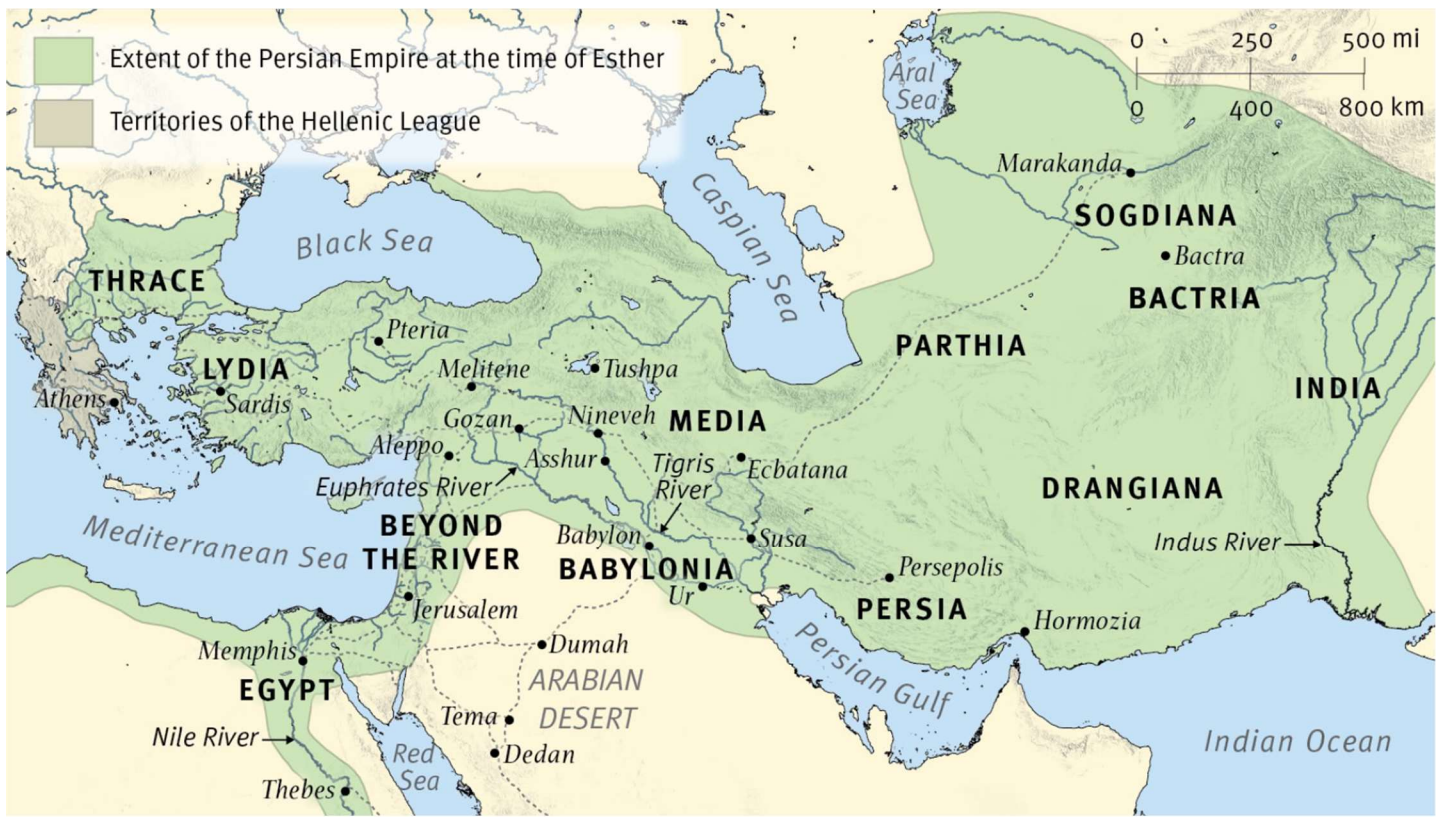 Extent of the Persian Empire at the time of Esther
Territories of the Hellenic League
0 250 500 mi
0 400 800 km
Aral
Sea
Marakanda
SOGDIANA
Bactra
BACTRIA
Caspian Sea
Black Sea
THRACE
Pteria
PARTHIA
LYDIA
Sardis
Athens
Melitene
Tushpa
INDIA
Gozan
Nineveh
MEDIA
Aleppo
Asshur
Tigris
River
Ecbatana
Euphrates River
DRANGIANA
BEYOND
THE RIVER
Mediterranean Sea
Babylon
Susa
Indus River
BABYLONIA
Ur
Persepolis
PERSIA
Jerusalem
Hormozia
Memphis
Dumah
EGYPT
ARABIAN
DESERT
Persian Gulf
Tema
Nile River
Red
Sea
Dedan
Indian Ocean
Thebes